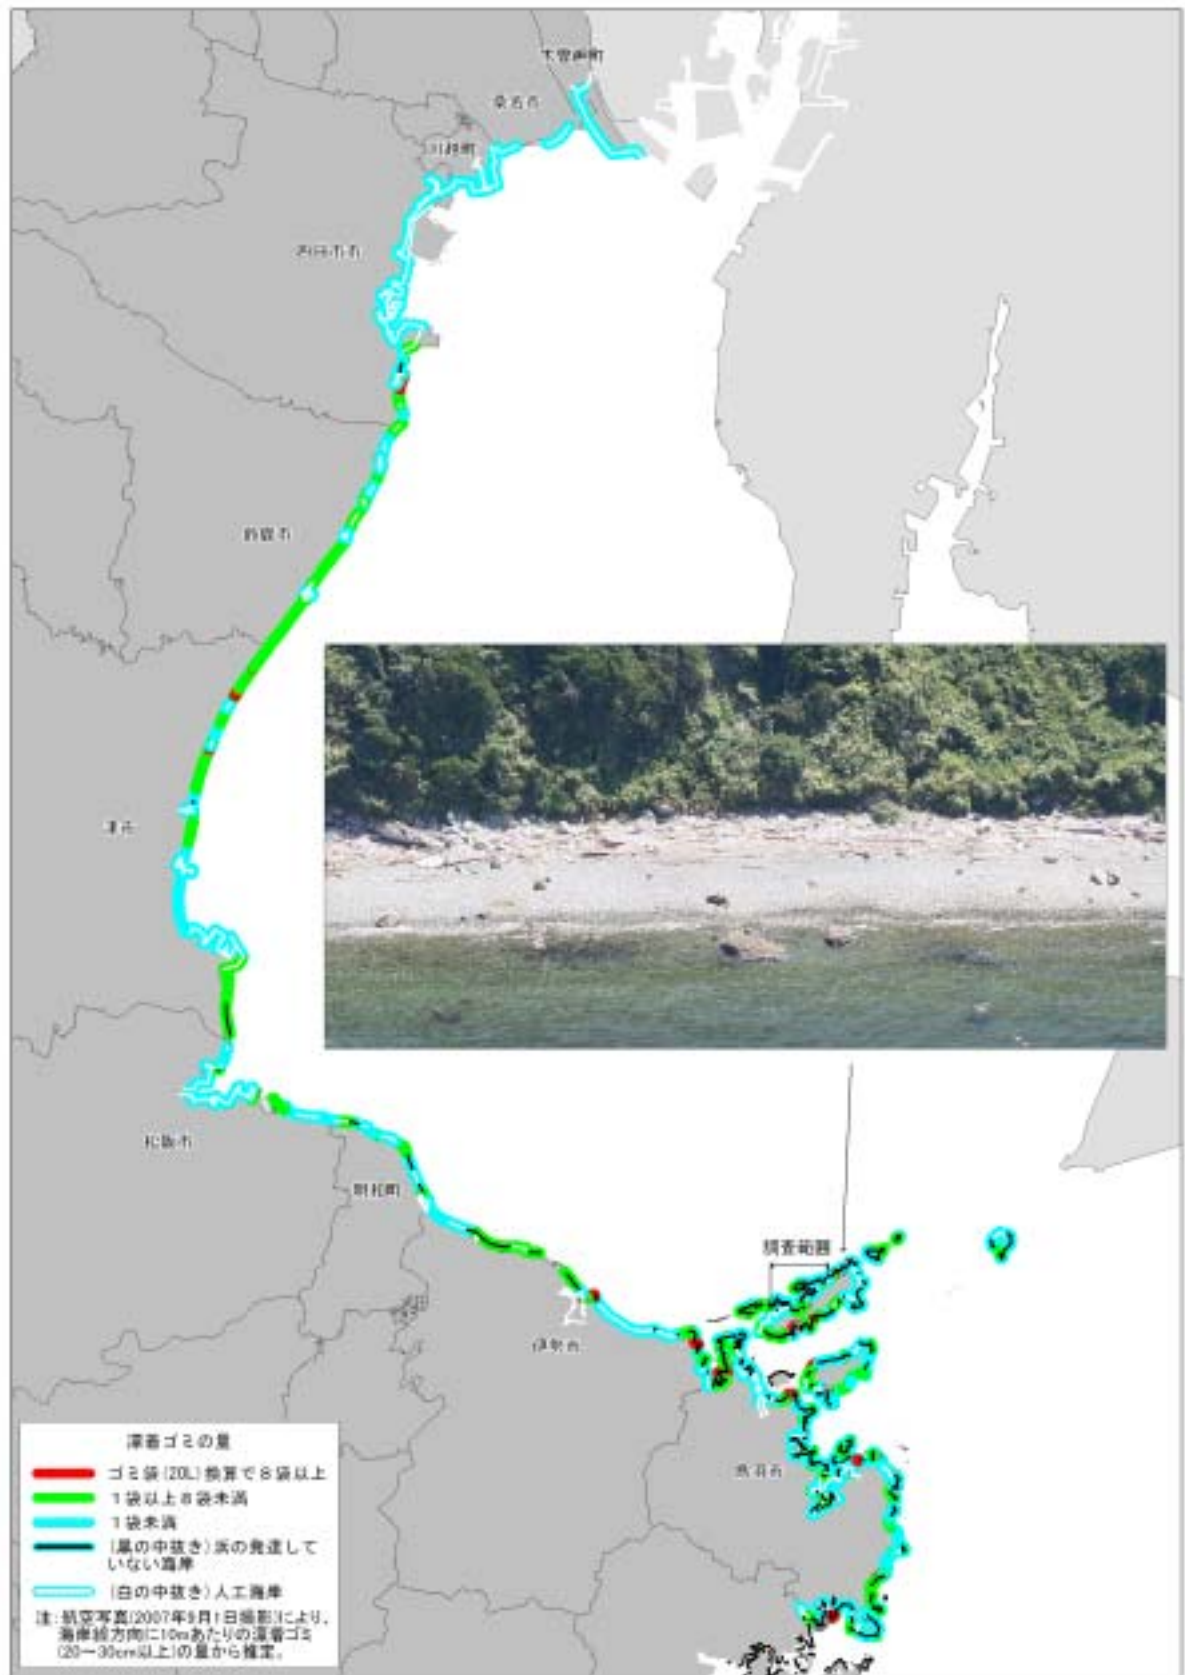 木曽岬町
桑名市
川越町
四日市市
鈴鹿市
津市
松阪市
明和町
調査範囲
伊勢市
鳥羽市
漂着ゴミの量
ゴミ袋(20L)換算で8袋以上
1袋以上8袋未満
1袋未満
(黒の中抜き)浜の発達して
いない海岸
(白の中抜き)人工海岸
注:航空写真(2007年9月1日撮影)により、
海岸線方向に10mあたりの漂着ゴミ
(20～30cm以上)の量から推定。